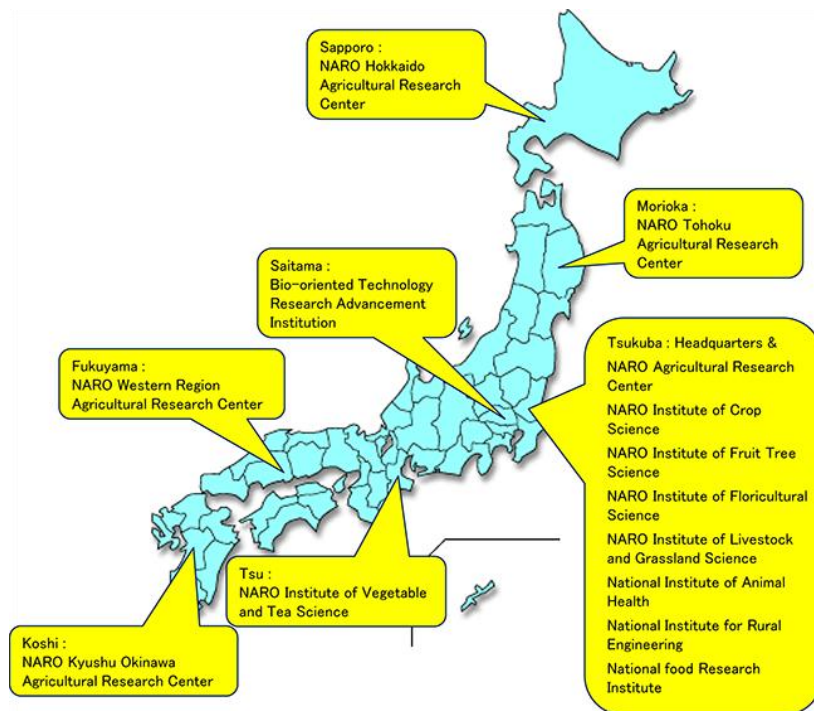 Sapporo :
NARO Hokkaido
Agricultural Research
Center
Morioka :
NARO Tohoku
Agricultural Research
Center
Saitama :
Bio-oriented Technology
Research Advancement
Institution
Tsukuba : Headquarters &
NARO Agricultural Research
Center
NARO Institute of Crop
Science
NARO Institute of Fruit Tree
Science
NARO Institute of Floricultural
Science
NARO Institute of Livestock
and Grassland Science
National Institute of Animal
Health
National Institute for Rural
Engineering
National food Research
Institute
Fukuyama :
NARO Western Region
Agricultural Research Center
Tsu :
NARO Institute of Vegetable
and Tea Science
Koshi :
NARO Kyushu Okinawa
Agricultural Research Center